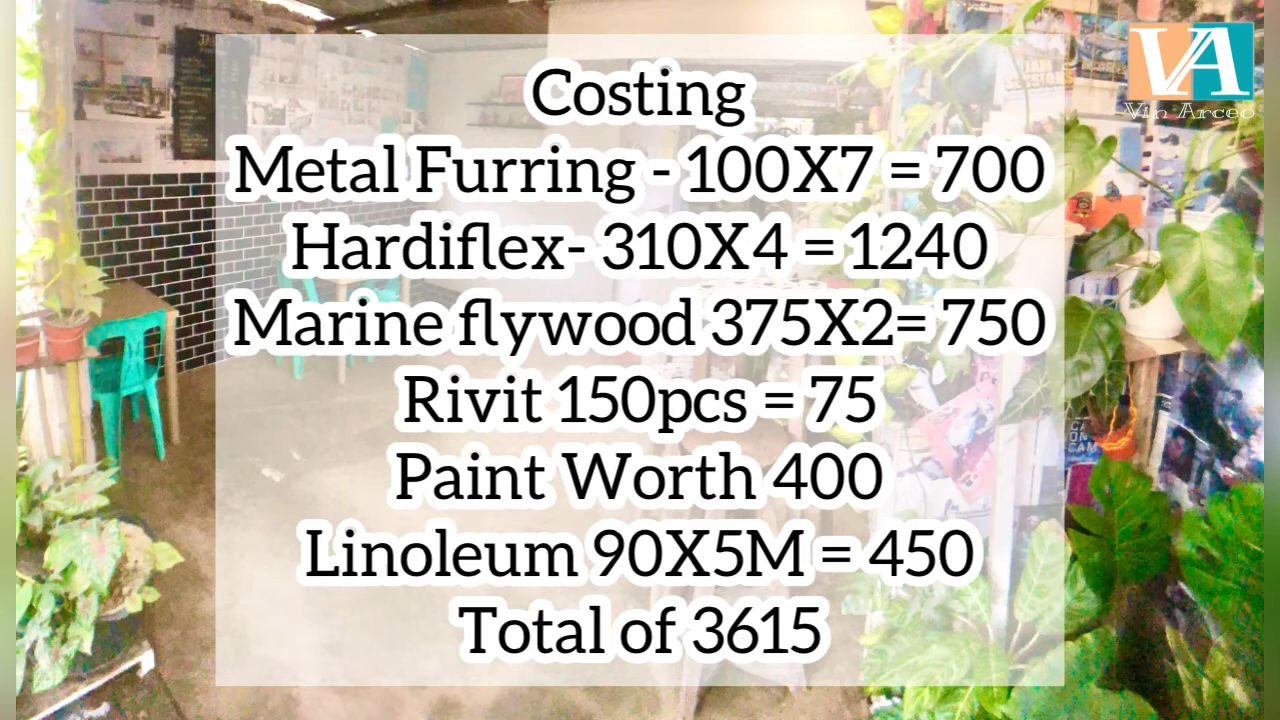 VA
Vin Arceo
Costing
Metal Furring - 100X7 = 700
Hardiflex- 310X4 = 1240
Marine flywood 375X2= 750
Rivit 150pcs = 75
Paint Worth 400
Linoleum 90X5M = 450
Total of 3615